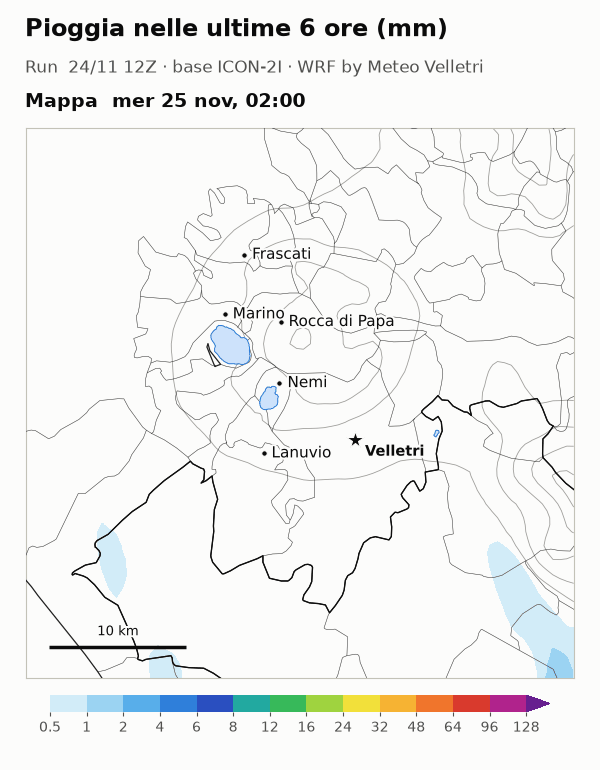 Pioggia nelle ultime 6 ore (mm)
Run  24/11 12Z · base ICON-2I · WRF by Meteo Velletri
Mappa  mer 25 nov, 02:00
Frascati
Marino
Rocca di Papa
Nemi
Velletri
Lanuvio
10 km
0.5 1 2 4 6 8 12 16 24 32 48 64 96 128